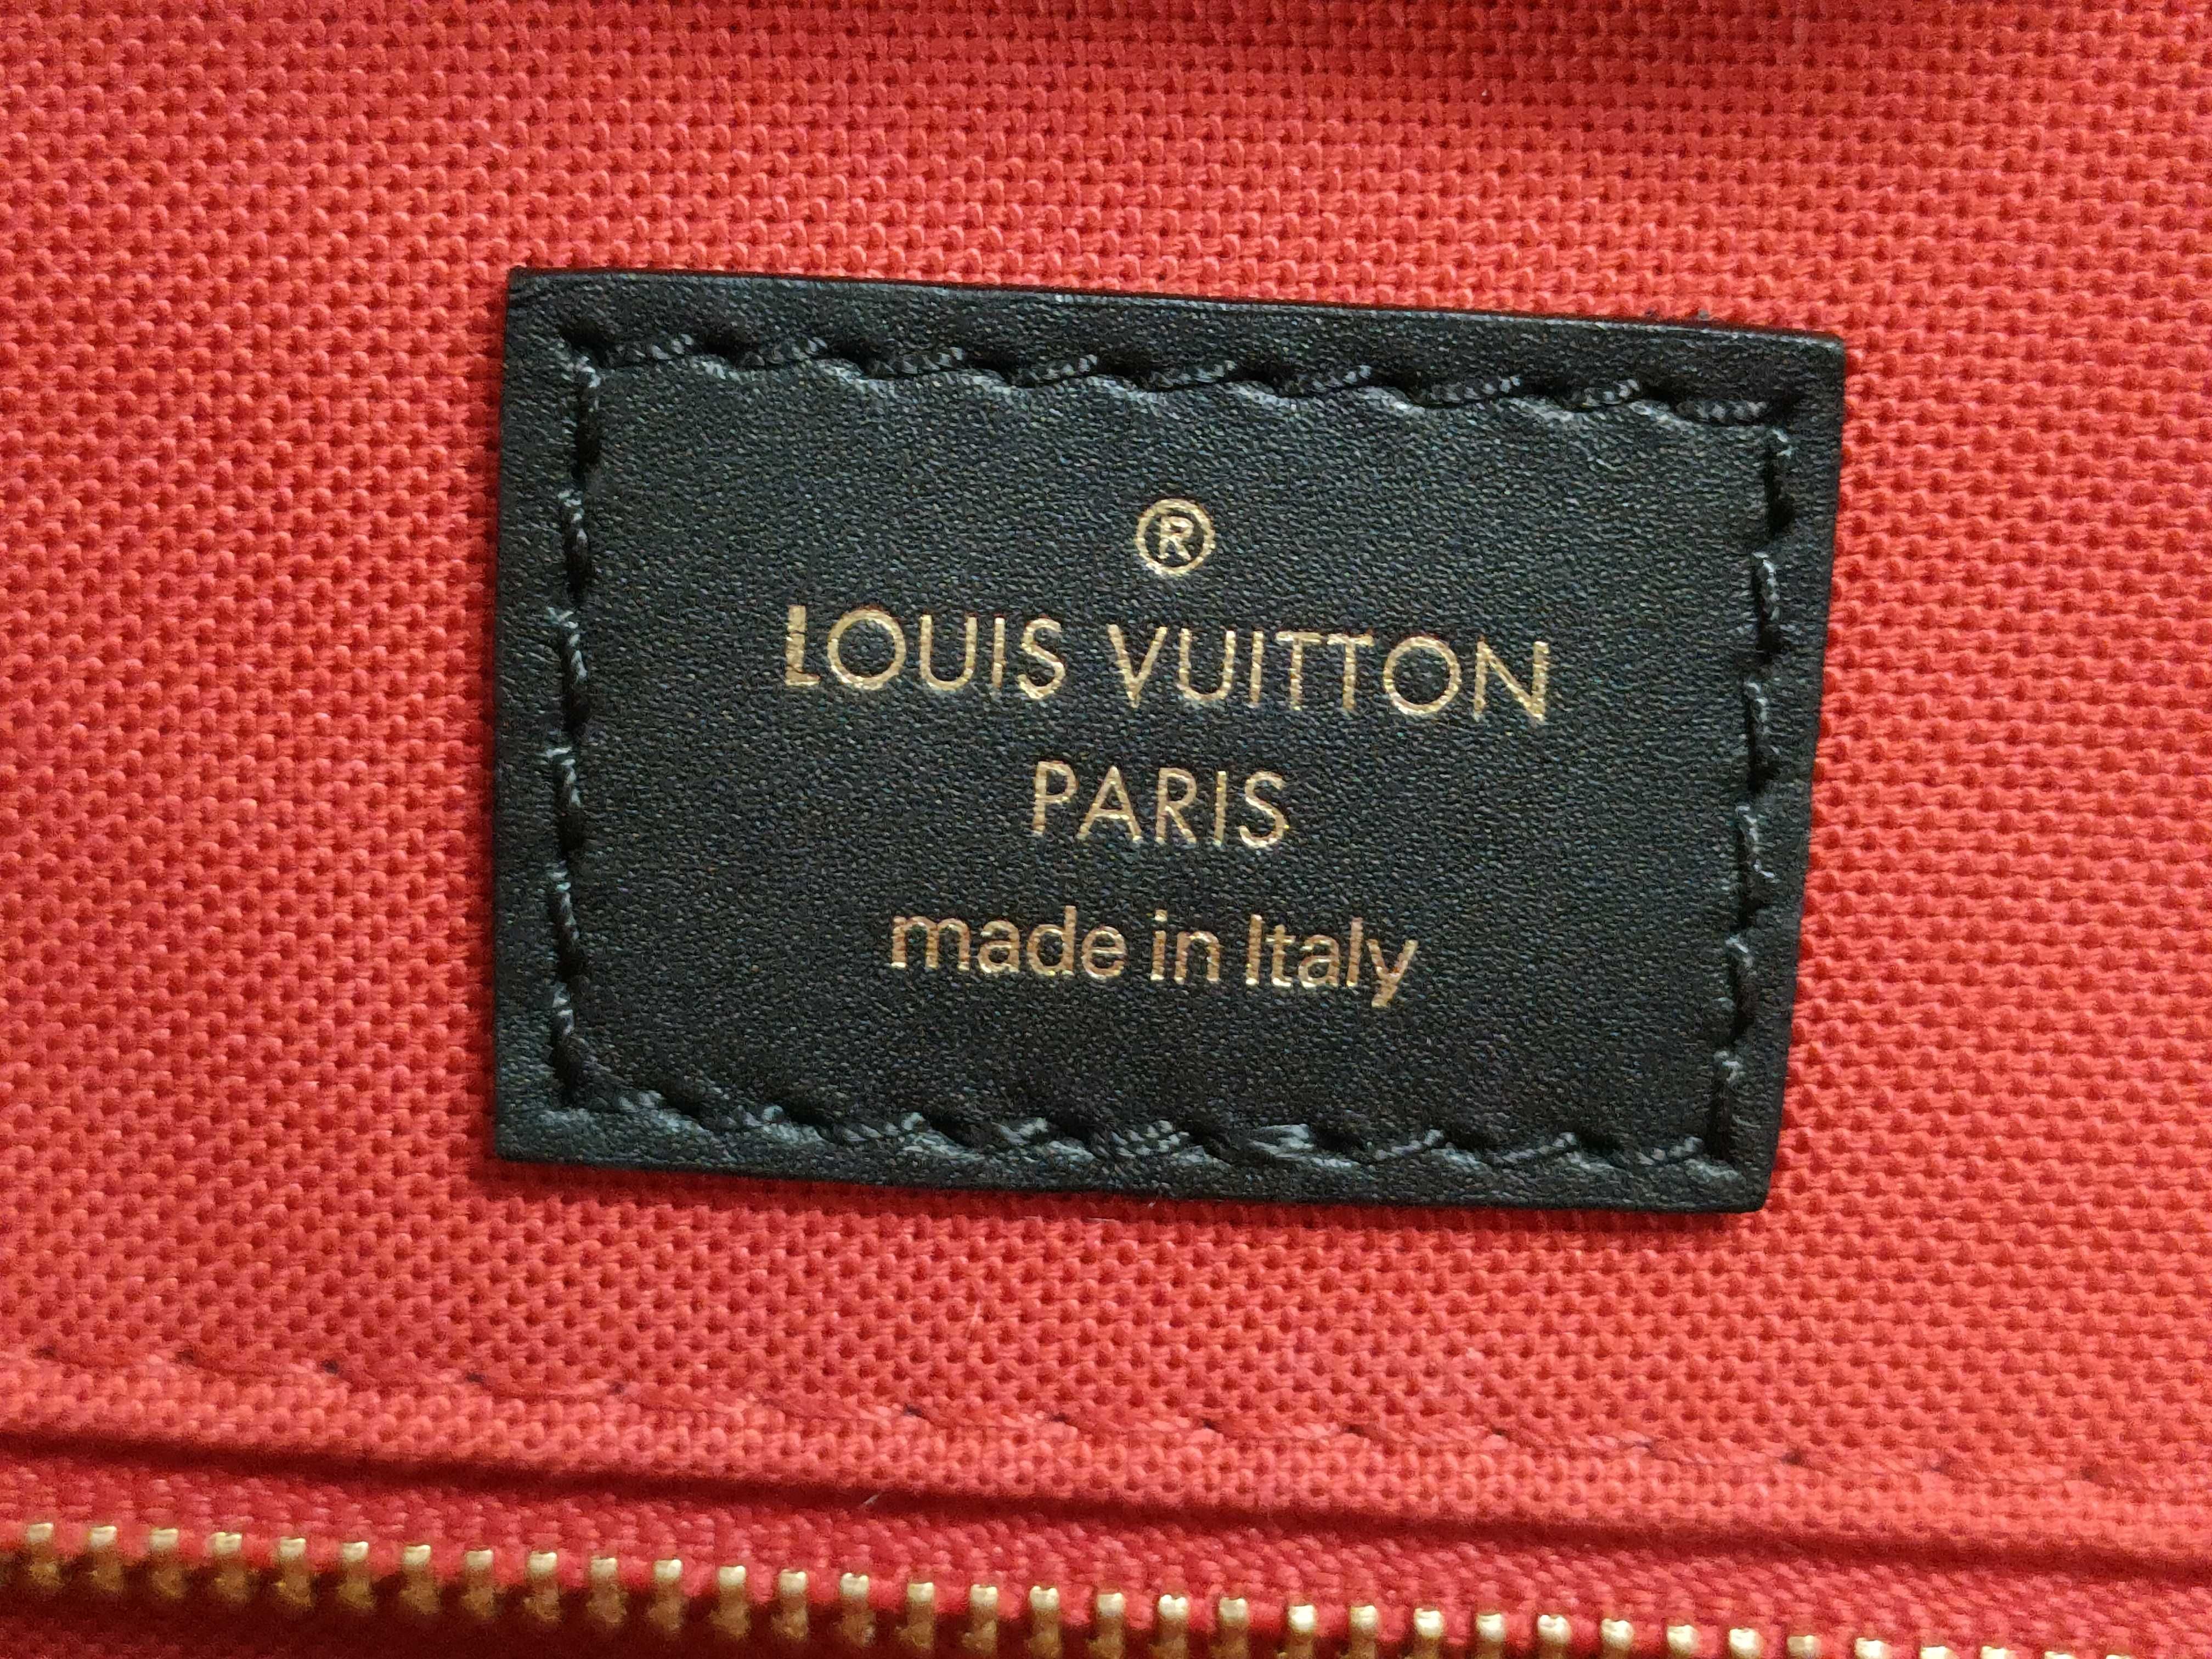 ®
LOUIS VUITTON
PARIS
made in Italy